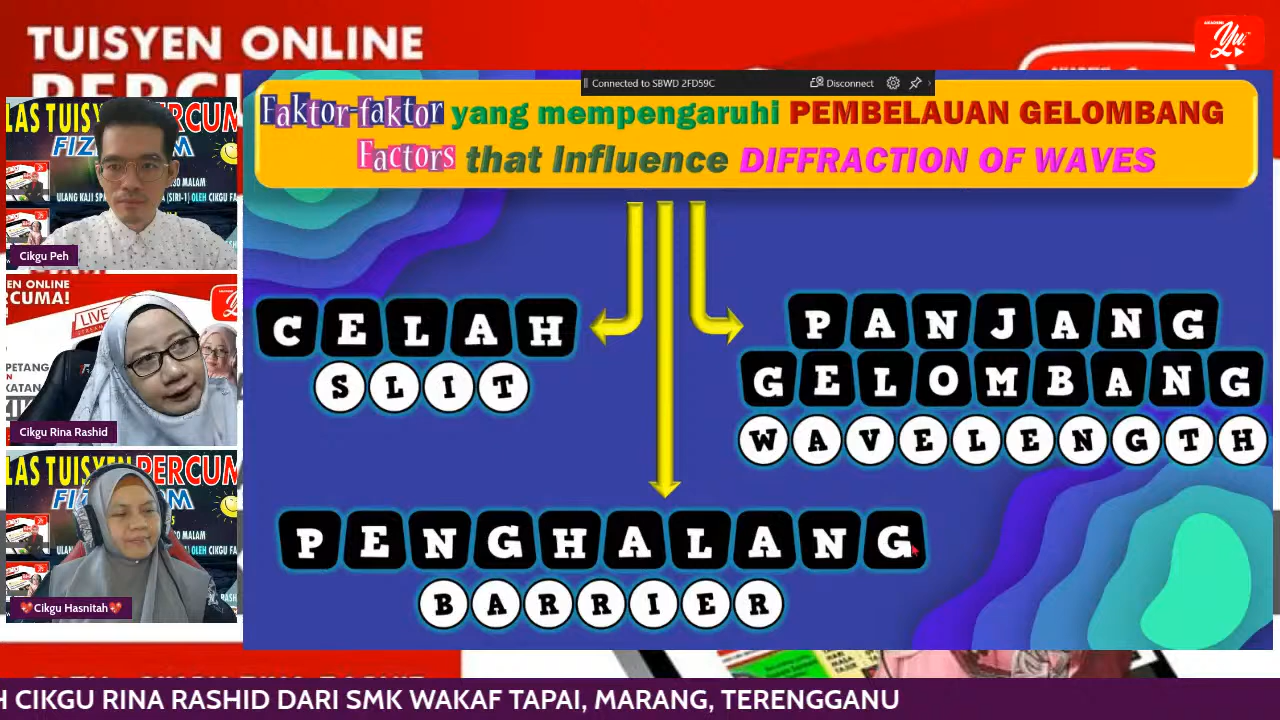 TUISYEN ONLINE
Connected to SBWD 2FD59C
Disconnect
Faktor-faktor yang mempengaruhi PEMBELAUAN GELOMBANG
Factors that Influence DIFFRACTION OF WAVES
CELAH
SLIT
PANJANG
GELOMBANG
WAVELENGTH
PENGHALANG
BARRIER
Cikgu Peh
LIVE
Cikgu Rina Rashid
❤Cikgu Hasnitah❤
CIKGU RINA RASHID DARI SMK WAKAF TAPAI, MARANG, TERENGGANU